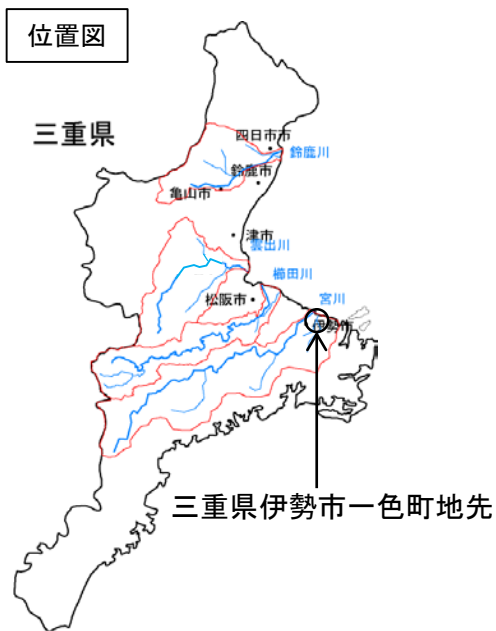 位置図
三重県
四日市市
鈴鹿川
鈴鹿市
亀山市
津市
雲出川
櫛田川
松阪市
宮川
伊勢市
三重県伊勢市一色町地先